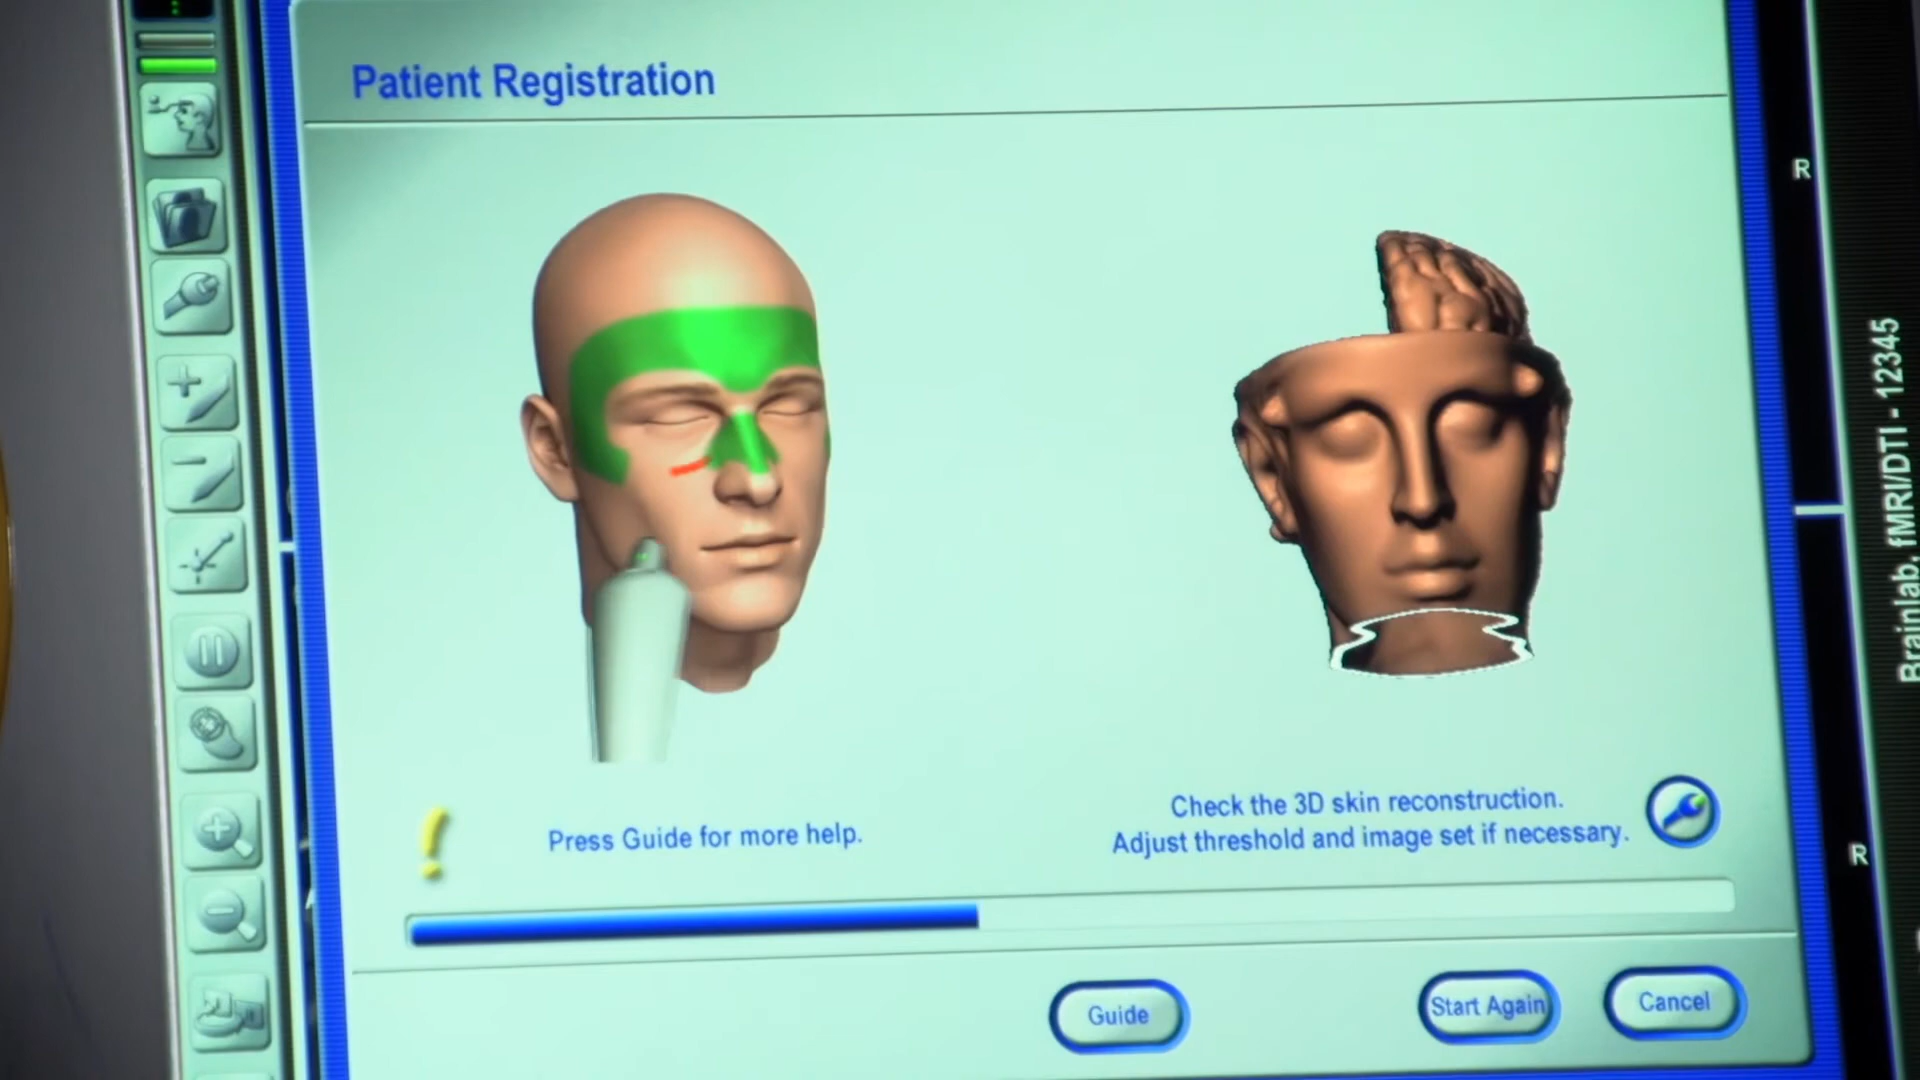 Patient Registration
R
Brainlab, fMRI/DTI - 12345
Press Guide for more help.
Check the 3D skin reconstruction.
Adjust threshold and image set if necessary.
R
Guide
Start Again
Cancel